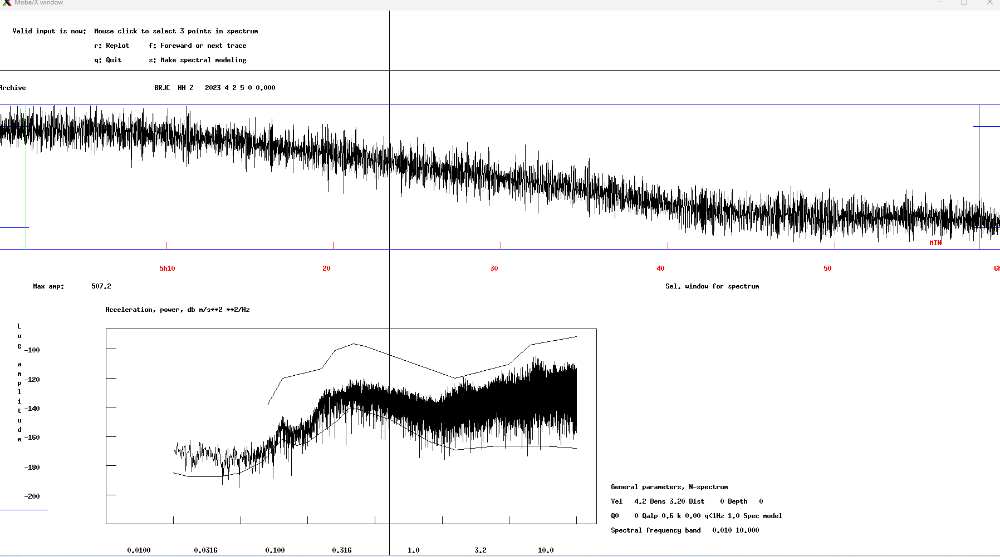 Moba/X window
Valid input is now:  Mouse click to select 3 points in spectrum
r: Replot     f: Foreward or next trace
q: Quit       s: Make spectral modeling
Archive                                 BRJC  HH Z   2023 4 2 5 0 0.000
MIN
5h10 20 30 40 50 6h
Max amp:       507.2
Sel. window for spectrum
Acceleration, power, db m/s**2 **2/Hz
Log amplitude
-100
-120
-140
-160
-180
-200
General parameters, N-spectrum
Vel   4.2 Dens 3.20 Dist    0 Depth   0
Q0    0 Qalp 0.6 k 0.00 q<1Hz 1.0 Spec model
Spectral frequency band   0.010 10.000
0.0100 0.0316 0.100 0.316 1.0 3.2 10.0